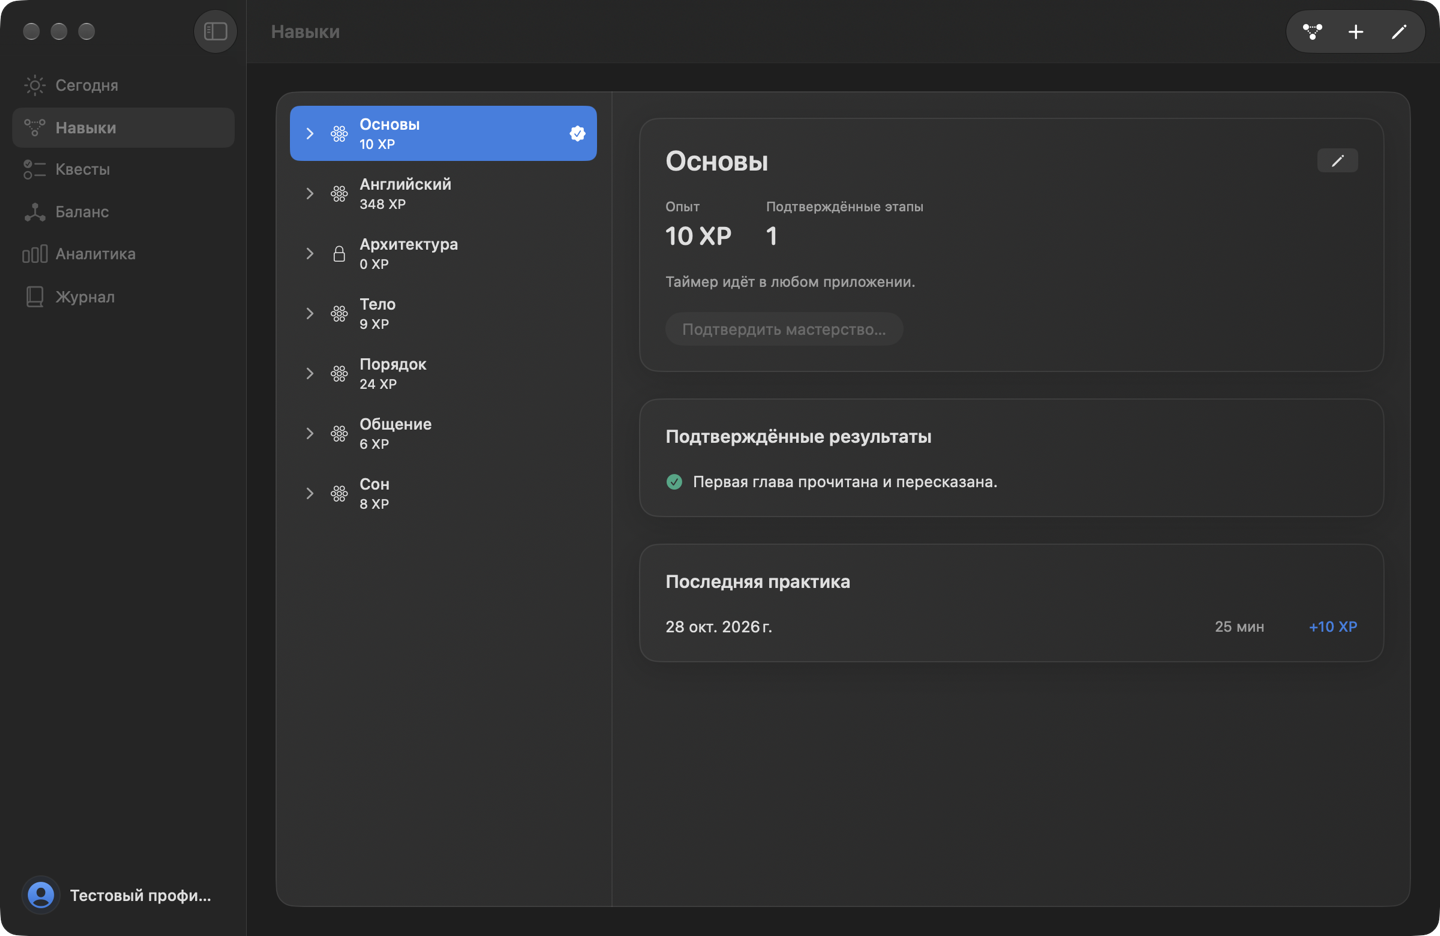 Навыки
Сегодня
Навыки
Квесты
Баланс
Аналитика
Журнал
Тестовый профи...
Основы
10 XP
Английский
348 XP
Архитектура
0 XP
Тело
9 XP
Порядок
24 XP
Общение
6 XP
Сон
8 XP
Основы
Опыт Подтверждённые этапы
10 XP 1
Таймер идёт в любом приложении.
Подтвердить мастерство...
Подтверждённые результаты
Первая глава прочитана и пересказана.
Последняя практика
28 окт. 2026 г. 25 мин +10 XP